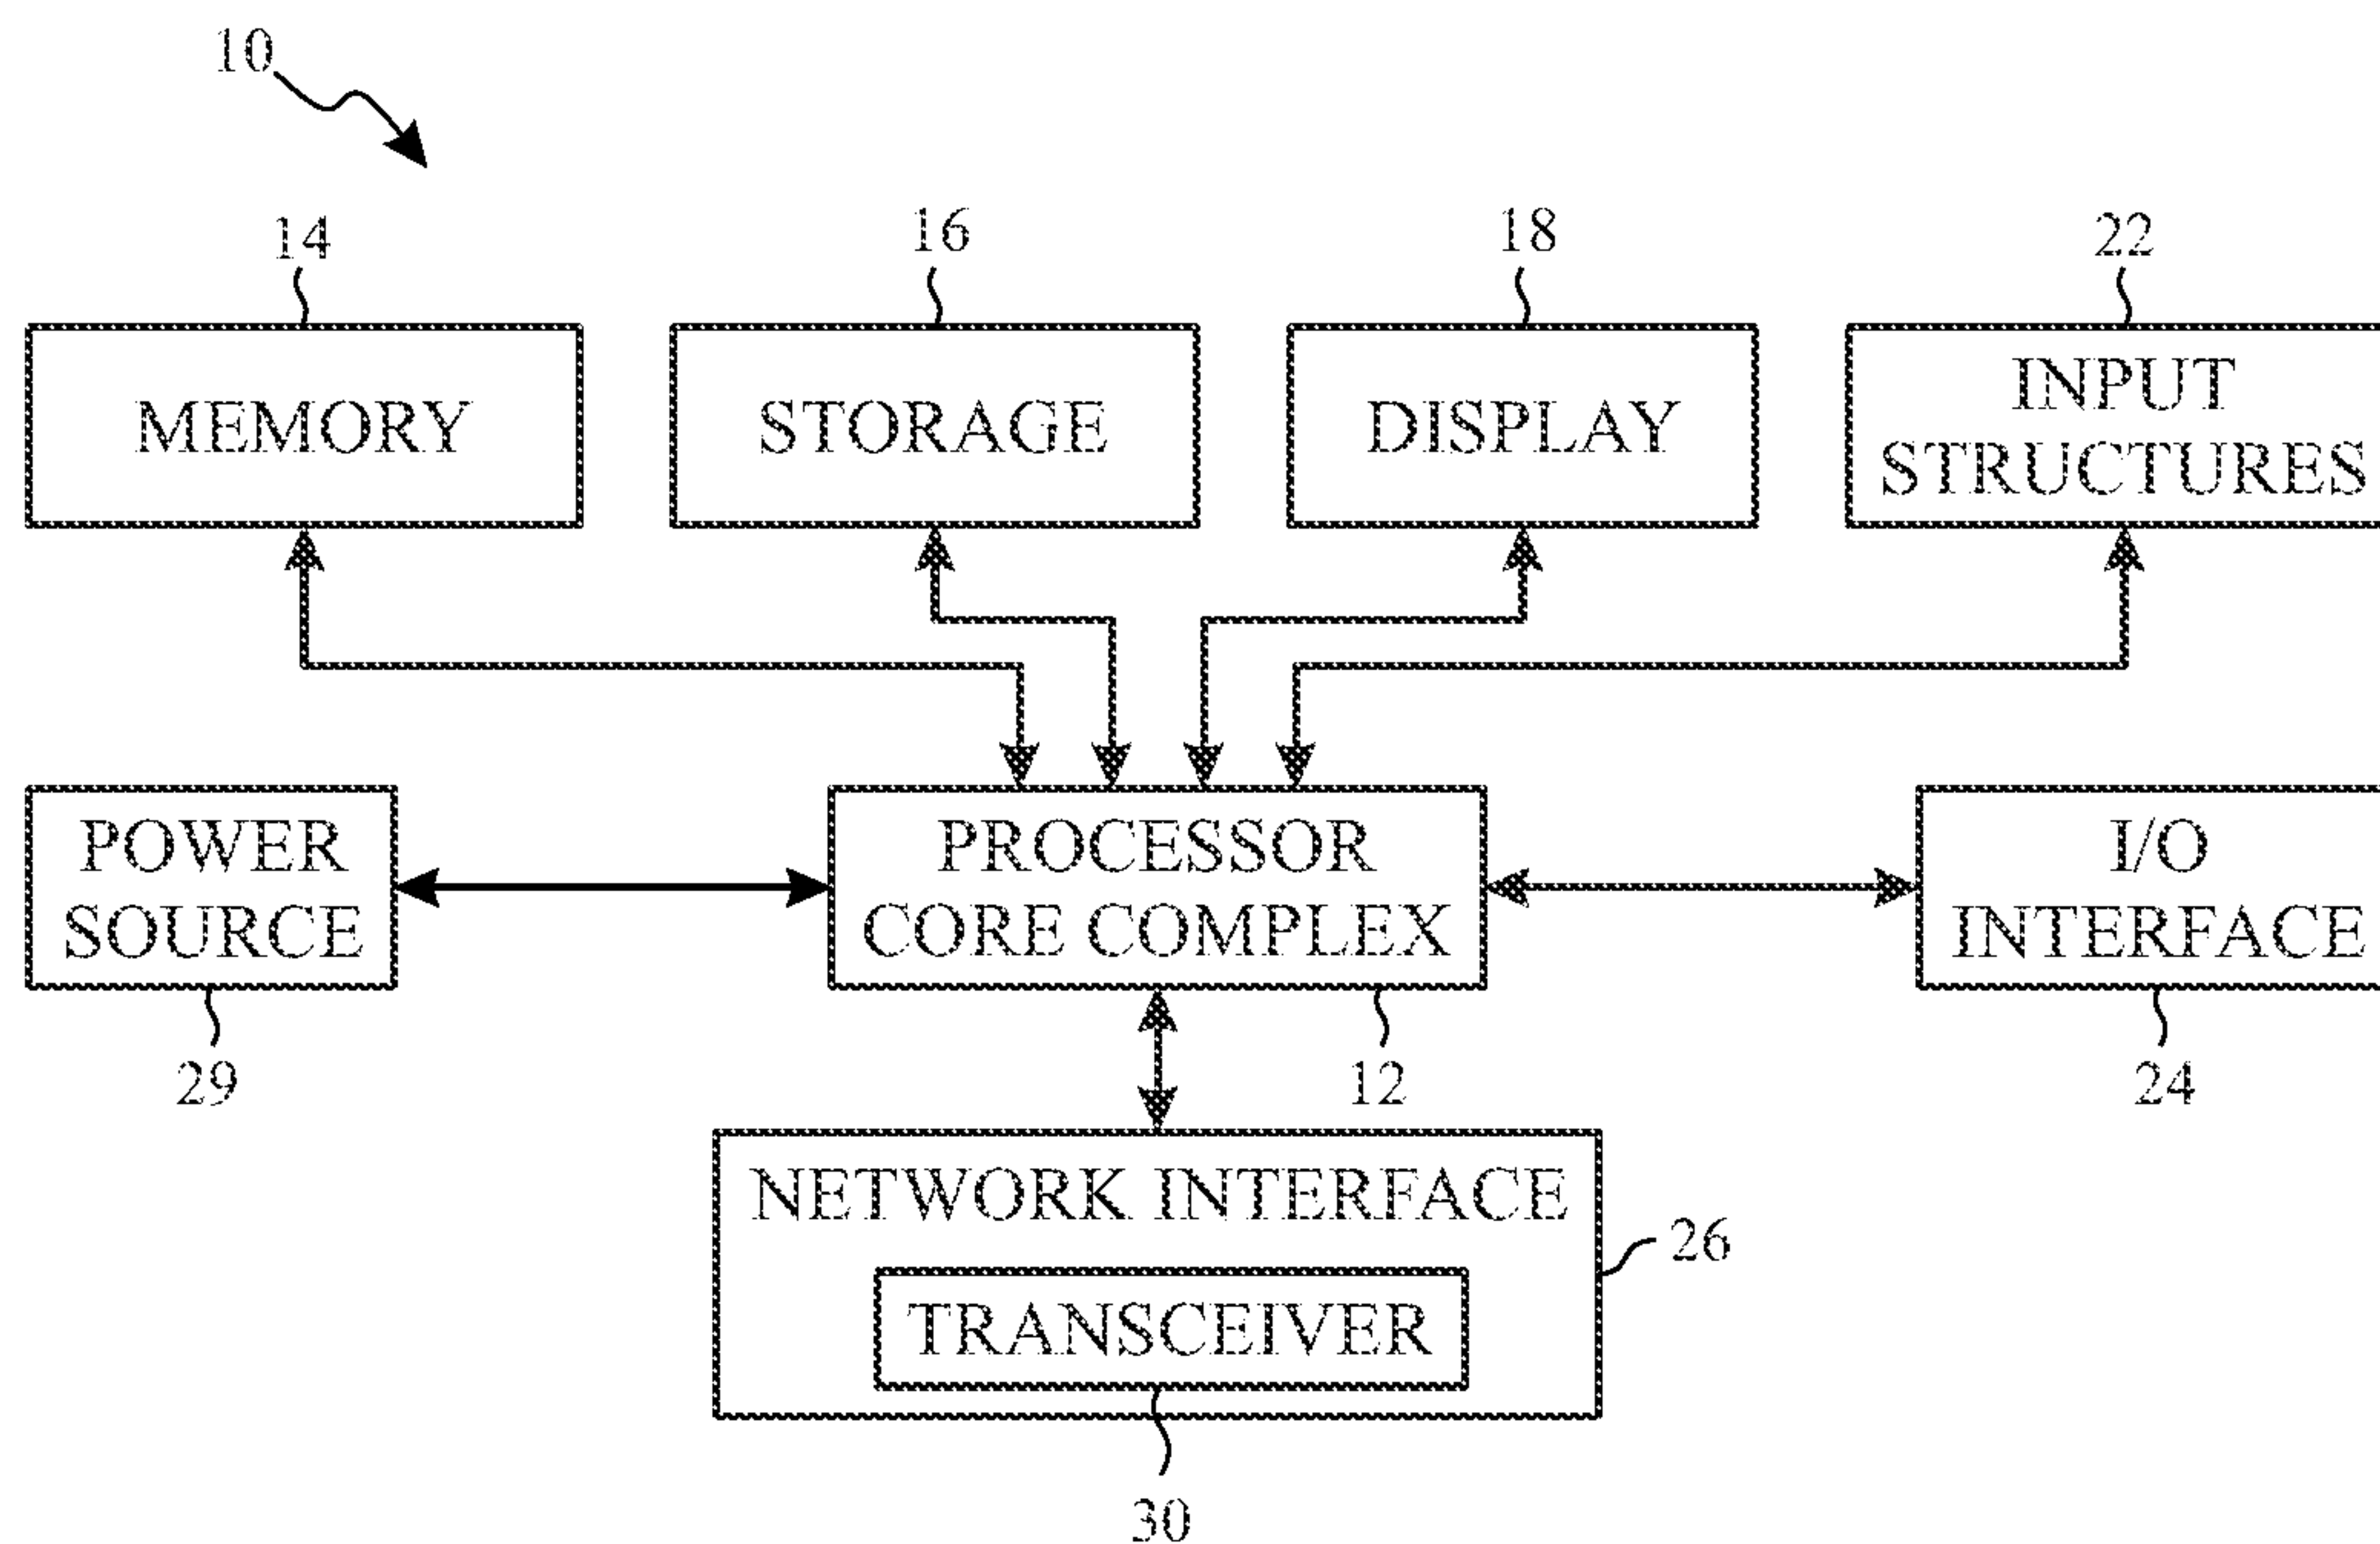 10
14
16
18
22
MEMORY
STORAGE
DISPLAY
INPUT
STRUCTURES
POWER
SOURCE
PROCESSOR
CORE COMPLEX
I/O
INTERFACE
29
12
24
NETWORK INTERFACE
26
TRANSCEIVER
30